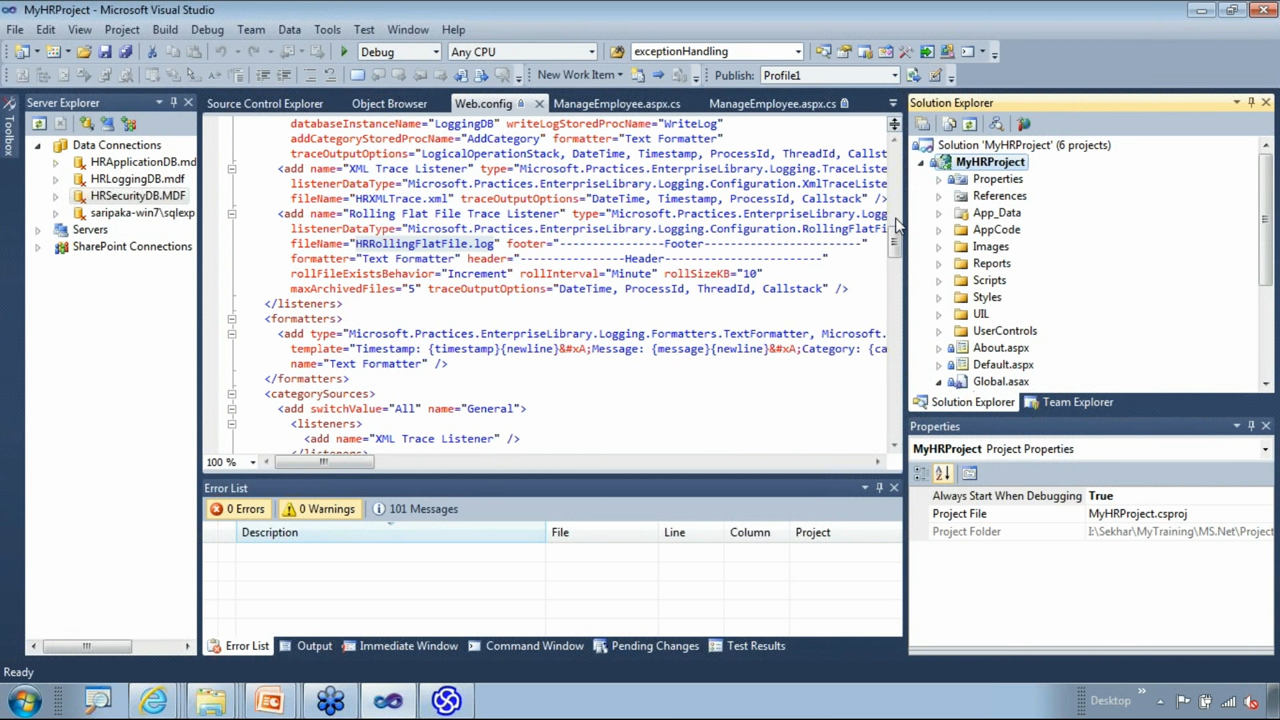 MyHRProject - Microsoft Visual Studio
File Edit View Project Build Debug Team Data Tools Test Window Help
Debug Any CPU exceptionHandling
New Work Item Publish: Profile1
Toolbox
Server Explorer
Data Connections
HRApplicationDB.md
HRLoggingDB.mdf
HRSecurityDB.MDF
saripaka-win7\sqlexp
Servers
SharePoint Connections
Source Control Explorer Object Browser Web.config ManageEmployee.aspx.cs ManageEmployee.aspx.cs
databaseInstanceName="LoggingDB" writeLogStoredProcName="WriteLog"
addCategoryStoredProcName="AddCategory" formatter="Text Formatter"
traceOutputOptions="LogicalOperationStack, DateTime, Timestamp, ProcessId, ThreadId, Callst
<add name="XML Trace Listener" type="Microsoft.Practices.EnterpriseLibrary.Logging.TraceLis
listenerDataType="Microsoft.Practices.EnterpriseLibrary.Logging.Configuration.XmlTraceListe
fileName="HRXMLTrace.xml" traceOutputOptions="DateTime, Timestamp, ProcessId, Callstack" />
<add name="Rolling Flat File Trace Listener" type="Microsoft.Practices.EnterpriseLibrary.Logg
listenerDataType="Microsoft.Practices.EnterpriseLibrary.Logging.Configuration.RollingFlatFi
fileName="HRRollingFlatFile.log" footer="----------------Footer------------------------"
formatter="Text Formatter" header="----------------Header------------------------"
rollFileExistsBehavior="Increment" rollInterval="Minute" rollSizeKB="10"
maxArchivedFiles="5" traceOutputOptions="DateTime, ProcessId, ThreadId, Callstack" />
</listeners>
<formatters>
<add type="Microsoft.Practices.EnterpriseLibrary.Logging.Formatters.TextFormatter, Microsoft.
template="Timestamp: {timestamp}{newline}&#xA;Message: {message}{newline}&#xA;Category: {ca
name="Text Formatter" />
</formatters>
<categorySources>
<add switchValue="All" name="General">
<listeners>
<add name="XML Trace Listener" />
</listeners>
100 %
Error List
0 Errors 0 Warnings 101 Messages
Description File Line Column Project
Error List Output Immediate Window Command Window Pending Changes Test Results
Solution Explorer
Solution 'MyHRProject' (6 projects)
MyHRProject
Properties
References
App_Data
AppCode
Images
Reports
Scripts
Styles
UIL
UserControls
About.aspx
Default.aspx
Global.asax
Solution Explorer Team Explorer
Properties
MyHRProject Project Properties
Always Start When Debugging True
Project File MyHRProject.csproj
Project Folder I:\Sekhar\MyTraining\MS.Net\Project
Ready
Desktop